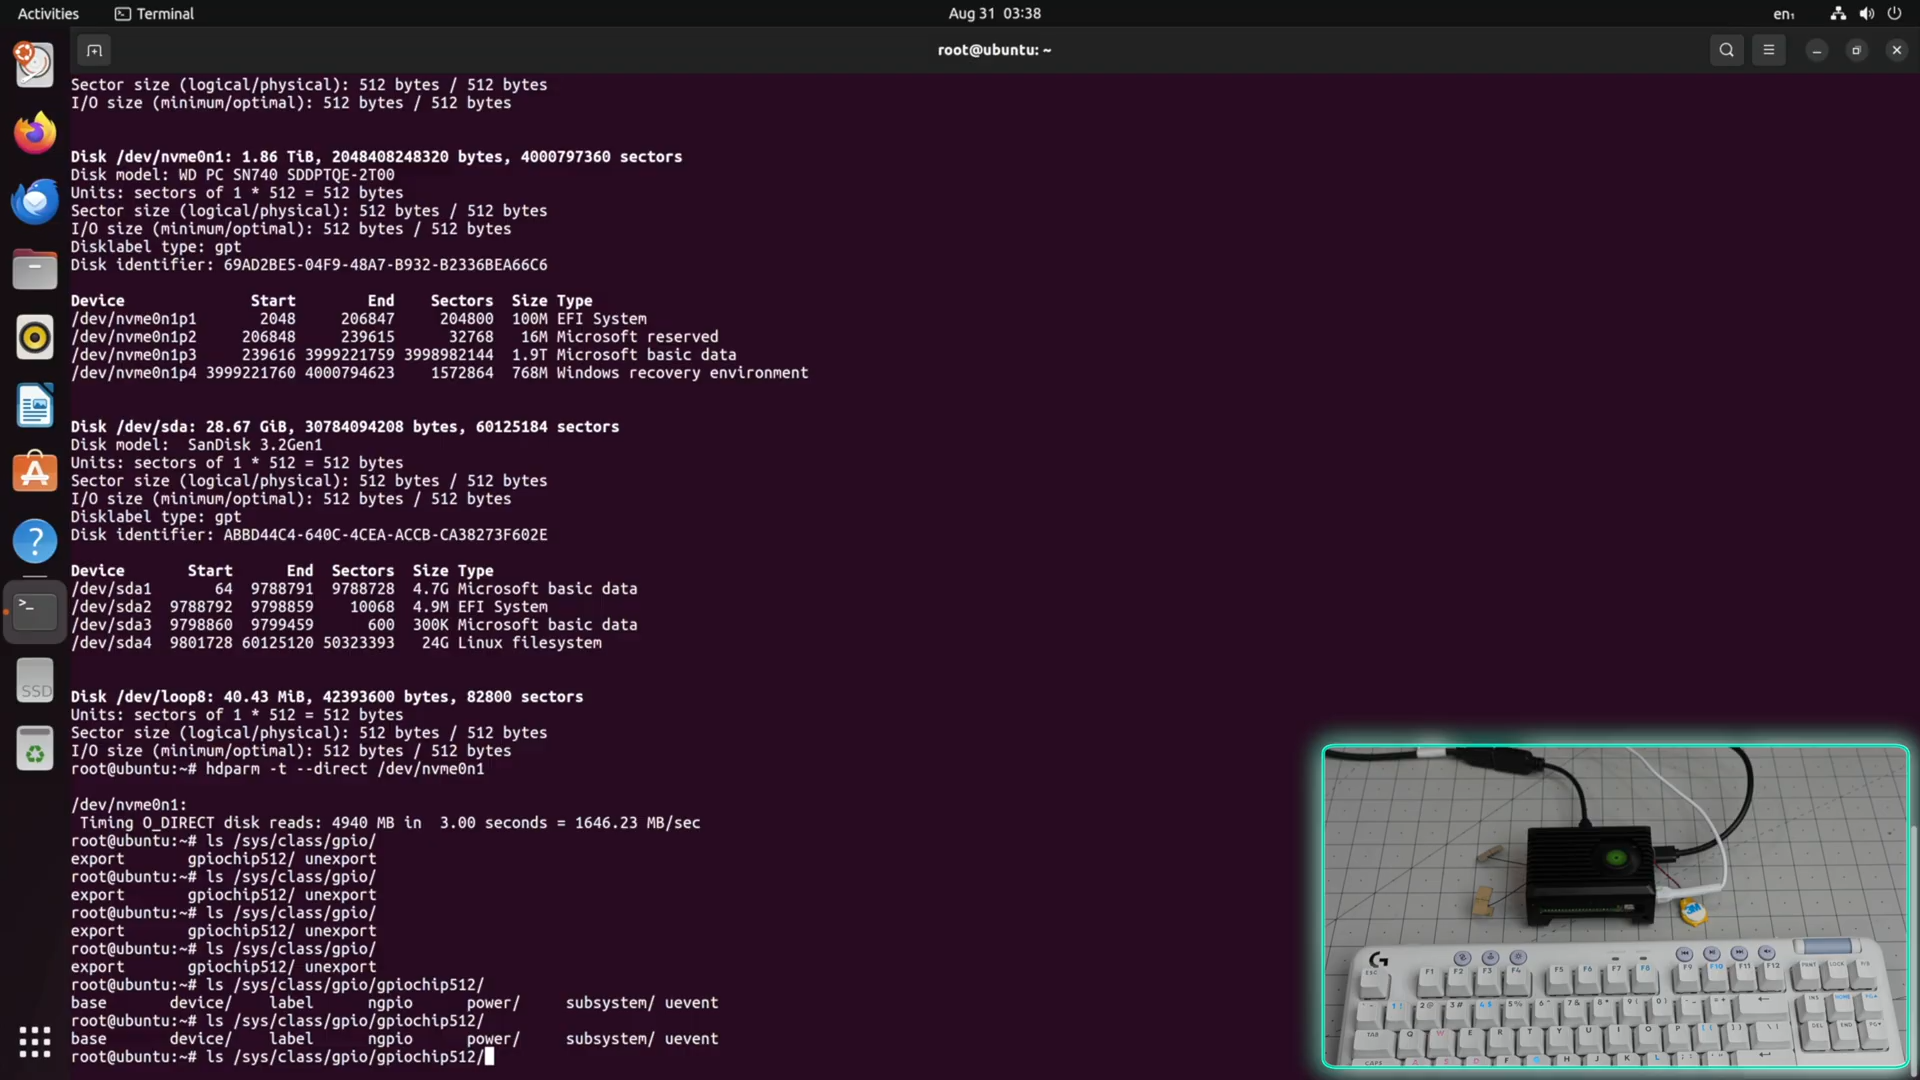 Activities Terminal Aug 31 03:38 en₁
root@ubuntu: ~
Sector size (logical/physical): 512 bytes / 512 bytes
I/O size (minimum/optimal): 512 bytes / 512 bytes
Disk /dev/nvme0n1: 1.86 TiB, 2048408248320 bytes, 4000797360 sectors
Disk model: WD PC SN740 SDDPTQE-2T00
Units: sectors of 1 * 512 = 512 bytes
Sector size (logical/physical): 512 bytes / 512 bytes
I/O size (minimum/optimal): 512 bytes / 512 bytes
Disklabel type: gpt
Disk identifier: 69AD2BE5-04F9-48A7-B932-B2336BEA66C6
Device Start End Sectors Size Type
/dev/nvme0n1p1 2048 206847 204800 100M EFI System
/dev/nvme0n1p2 206848 239615 32768 16M Microsoft reserved
/dev/nvme0n1p3 239616 3999221759 3998982144 1.9T Microsoft basic data
/dev/nvme0n1p4 3999221760 4000794623 1572864 768M Windows recovery environment
Disk /dev/sda: 28.67 GiB, 30784094208 bytes, 60125184 sectors
Disk model: SanDisk 3.2Gen1
Units: sectors of 1 * 512 = 512 bytes
Sector size (logical/physical): 512 bytes / 512 bytes
I/O size (minimum/optimal): 512 bytes / 512 bytes
Disklabel type: gpt
Disk identifier: ABBD44C4-640C-4CEA-ACCB-CA38273F602E
Device Start End Sectors Size Type
/dev/sda1 64 9788791 9788728 4.7G Microsoft basic data
/dev/sda2 9788792 9798859 10068 4.9M EFI System
/dev/sda3 9798860 9799459 600 300K Microsoft basic data
/dev/sda4 9801728 60125120 50323393 24G Linux filesystem
SSD
Disk /dev/loop8: 40.43 MiB, 42393600 bytes, 82800 sectors
Units: sectors of 1 * 512 = 512 bytes
Sector size (logical/physical): 512 bytes / 512 bytes
I/O size (minimum/optimal): 512 bytes / 512 bytes
root@ubuntu:~# hdparm -t --direct /dev/nvme0n1
/dev/nvme0n1:
Timing O_DIRECT disk reads: 4940 MB in 3.00 seconds = 1646.23 MB/sec
root@ubuntu:~# ls /sys/class/gpio/
export gpiochip512/ unexport
root@ubuntu:~# ls /sys/class/gpio/
export gpiochip512/ unexport
root@ubuntu:~# ls /sys/class/gpio/
export gpiochip512/ unexport
root@ubuntu:~# ls /sys/class/gpio/
export gpiochip512/ unexport
root@ubuntu:~# ls /sys/class/gpio/gpiochip512/
base device/ label ngpio power/ subsystem/ uevent
root@ubuntu:~# ls /sys/class/gpio/gpiochip512/
base device/ label ngpio power/ subsystem/ uevent
root@ubuntu:~# ls /sys/class/gpio/gpiochip512/
3M
G
ESC F1 F2 F3 F4 F5 F6 F7 F8 F9 F10 F11 F12
TAB Q W E R T Y U I O P
CAPS